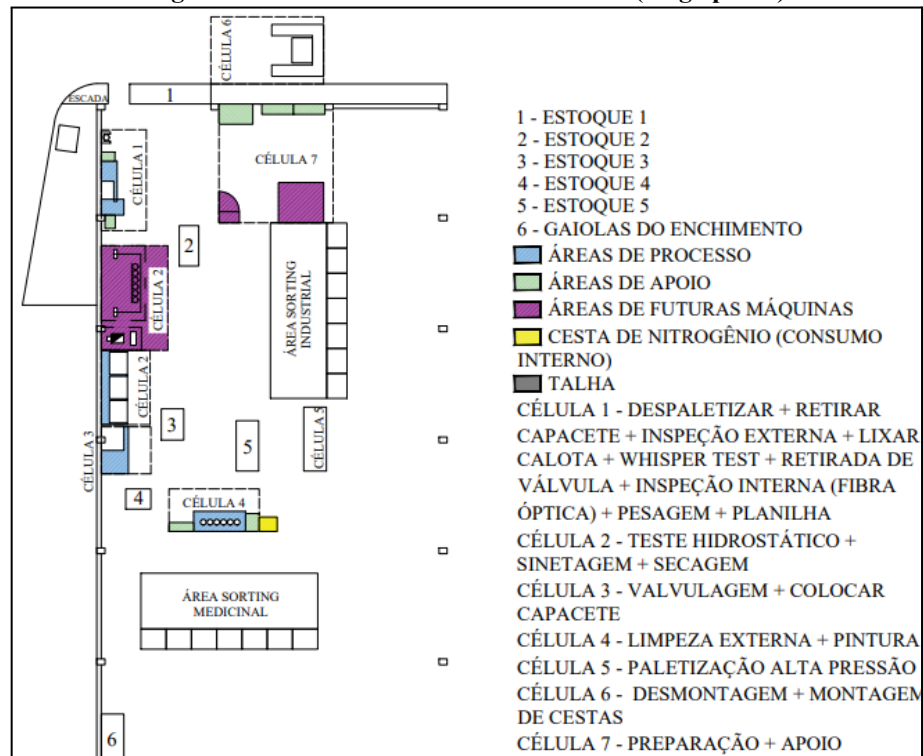 CÉLULA 6
ESCADA
1
CÉLULA 1
CÉLULA 7
2
CÉLULA 2
ÁREA SORTING
INDUSTRIAL
CÉLULA 2
3
CÉLULA 3
5
CÉLULA 5
4
CÉLULA 4
ÁREA SORTING
MEDICINAL
6
1 - ESTOQUE 1
2 - ESTOQUE 2
3 - ESTOQUE 3
4 - ESTOQUE 4
5 - ESTOQUE 5
6 - GAIOLAS DO ENCHIMENTO
ÁREAS DE PROCESSO
ÁREAS DE APOIO
ÁREAS DE FUTURAS MÁQUINAS
CESTA DE NITROGÊNIO (CONSUMO
INTERNO)
TALHA
CÉLULA 1 - DESPALETIZAR + RETIRAR
CAPACETE + INSPEÇÃO EXTERNA + LIXAR
CALOTA + WHISPER TEST + RETIRADA DE
VÁLVULA + INSPEÇÃO INTERNA (FIBRA
ÓPTICA) + PESAGEM + PLANILHA
CÉLULA 2 - TESTE HIDROSTÁTICO +
SINETAGEM + SECAGEM
CÉLULA 3 - VALVULAGEM + COLOCAR
CAPACETE
CÉLULA 4 - LIMPEZA EXTERNA + PINTURA
CÉLULA 5 - PALETIZAÇÃO ALTA PRESSÃO
CÉLULA 6 - DESMONTAGEM + MONTAGEM
DE CESTAS
CÉLULA 7 - PREPARAÇÃO + APOIO